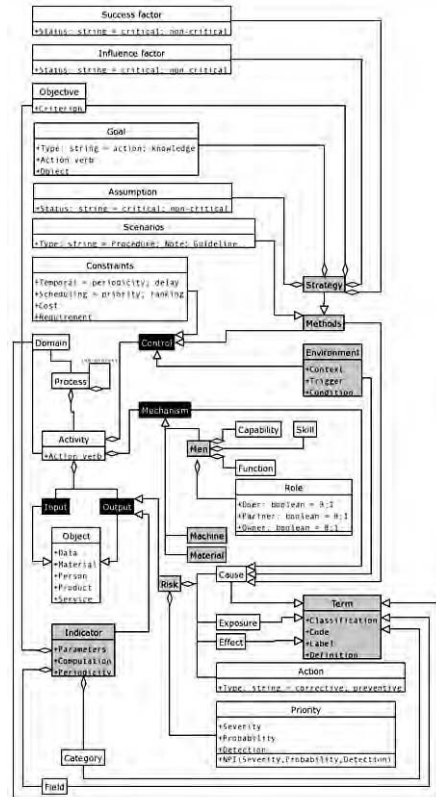 Success factor
+Status: string = critical; non-critical
Influence factor
+Status: string = critical; non critical
Objective
+Criterion
Goal
+Type: string = action; knowledge
+Action verb
+Object
Assumption
+Status: string = critical; non-critical
Scenarios
+Type: string = Procedure; Note; Guideline
Constraints
+Temporal = periodicity; delay
+Scheduling = priority; ranking
+Cost
+Requirement
Strategy
Methods
Domain
Control
Process
Environment
+Context
+Trigger
+Condition
Mechanism
Activity
+Action verb
Men
Capability
Skill
Function
Role
+User: boolean = 0;1
+Partner: boolean = 0;1
+Owner: boolean = 0;1
Input
Output
Machine
Material
Object
+Data
+Material
+Person
+Product
+Service
Risk
Cause
Exposure
Effect
Term
+Classification
+Code
+Label
+Definition
Indicator
+Parameters
+Computation
+Periodicity
Action
+Type: string = corrective; preventive
Priority
+Severity
+Probability
+Detection
+NPI(Severity,Probability,Detection)
Category
Field